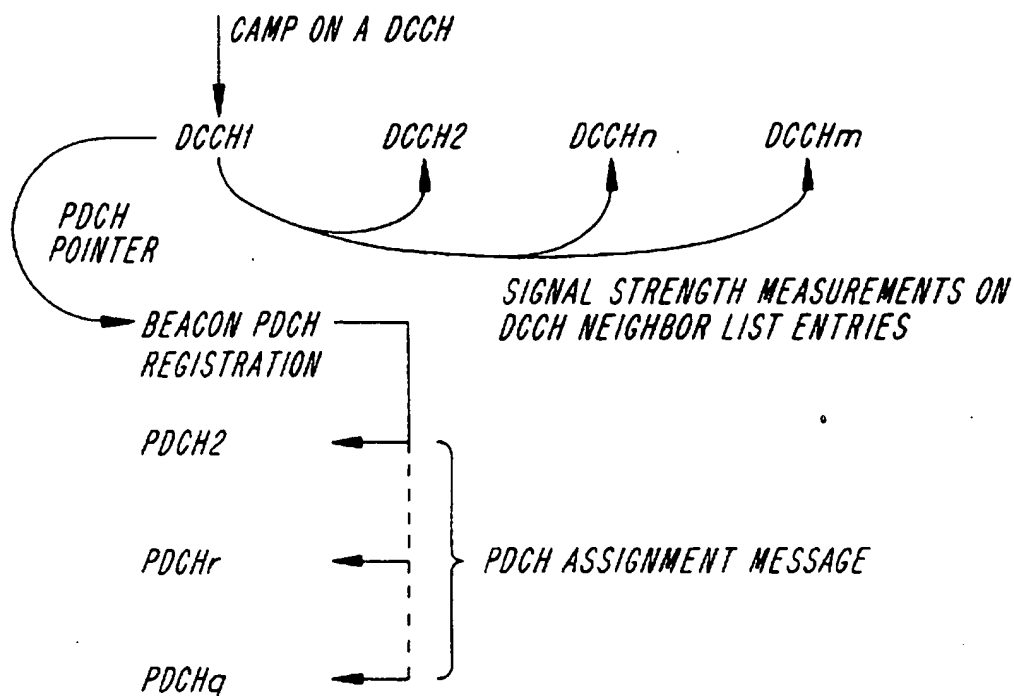 CAMP ON A DCCH
DCCH1
DCCH2
DCCHn
DCCHm
PDCH
POINTER
SIGNAL STRENGTH MEASUREMENTS ON
DCCH NEIGHBOR LIST ENTRIES
BEACON PDCH
REGISTRATION
PDCH2
PDCHr
PDCH ASSIGNMENT MESSAGE
PDCHq